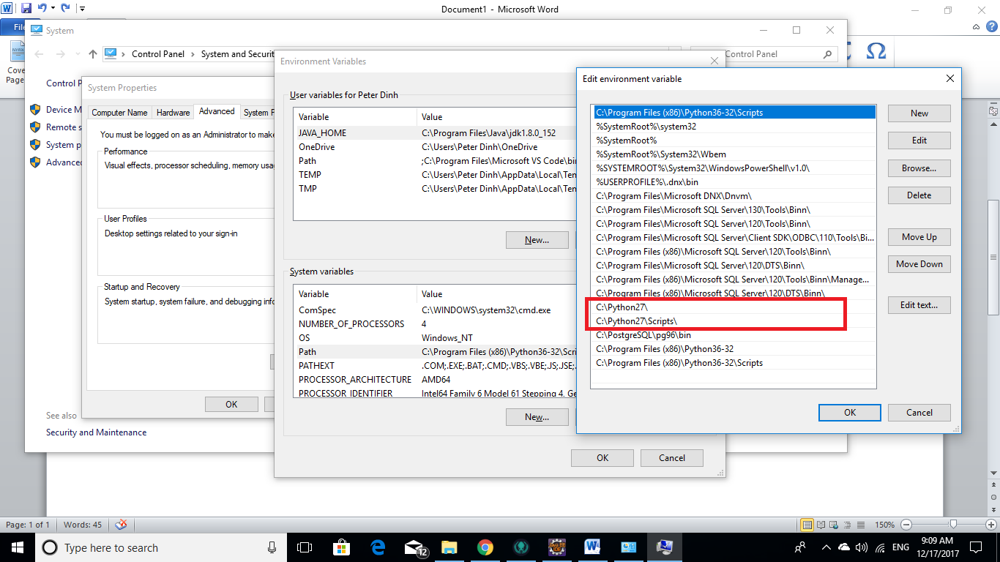 Document1 - Microsoft Word
File
Cover
Page
System
Control Panel
System and Security
Control Panel
Control Pa
Device M
Remote s
System p
Advanced
See also
Security and Maintenance
System Properties
Computer Name
Hardware
Advanced
System P
You must be logged on as an Administrator to make
Performance
Visual effects, processor scheduling, memory usag
User Profiles
Desktop settings related to your sign-in
Startup and Recovery
System startup, system failure, and debugging info
OK
Environment Variables
User variables for Peter Dinh
Variable Value
JAVA_HOME C:\Program Files\Java\jdk1.8.0_152
OneDrive C:\Users\Peter Dinh\OneDrive
Path ;C:\Program Files\Microsoft VS Code\bin
TEMP C:\Users\Peter Dinh\AppData\Local\Ten
TMP C:\Users\Peter Dinh\AppData\Local\Ten
New...
System variables
Variable Value
ComSpec C:\WINDOWS\system32\cmd.exe
NUMBER_OF_PROCESSORS 4
OS Windows_NT
Path C:\Program Files (x86)\Python36-32\Scri
PATHEXT .COM;.EXE;.BAT;.CMD;.VBS;.VBE;.JS;.JSE;.
PROCESSOR_ARCHITECTURE AMD64
PROCESSOR_IDENTIFIER Intel64 Family 6 Model 61 Stepping 4, Ge
New...
OK
Cancel
Edit environment variable
C:\Program Files (x86)\Python36-32\Scripts
%SystemRoot%\system32
%SystemRoot%
%SystemRoot%\System32\Wbem
%SYSTEMROOT%\System32\WindowsPowerShell\v1.0\
%USERPROFILE%\.dnx\bin
C:\Program Files\Microsoft DNX\Dnvm\
C:\Program Files\Microsoft SQL Server\130\Tools\Binn\
C:\Program Files\Microsoft SQL Server\120\Tools\Binn\
C:\Program Files\Microsoft SQL Server\Client SDK\ODBC\110\Tools\Bi...
C:\Program Files (x86)\Microsoft SQL Server\120\Tools\Binn\
C:\Program Files\Microsoft SQL Server\120\DTS\Binn\
C:\Program Files (x86)\Microsoft SQL Server\120\Tools\Binn\Manage...
C:\Program Files (x86)\Microsoft SQL Server\120\DTS\Binn\
C:\Python27\
C:\Python27\Scripts\
C:\PostgreSQL\pg96\bin
C:\Program Files (x86)\Python36-32
C:\Program Files (x86)\Python36-32\Scripts
New
Edit
Browse...
Delete
Move Up
Move Down
Edit text...
OK
Cancel
Page: 1 of 1
Words: 45
150%
Type here to search
12
ENG
9:09 AM
12/17/2017